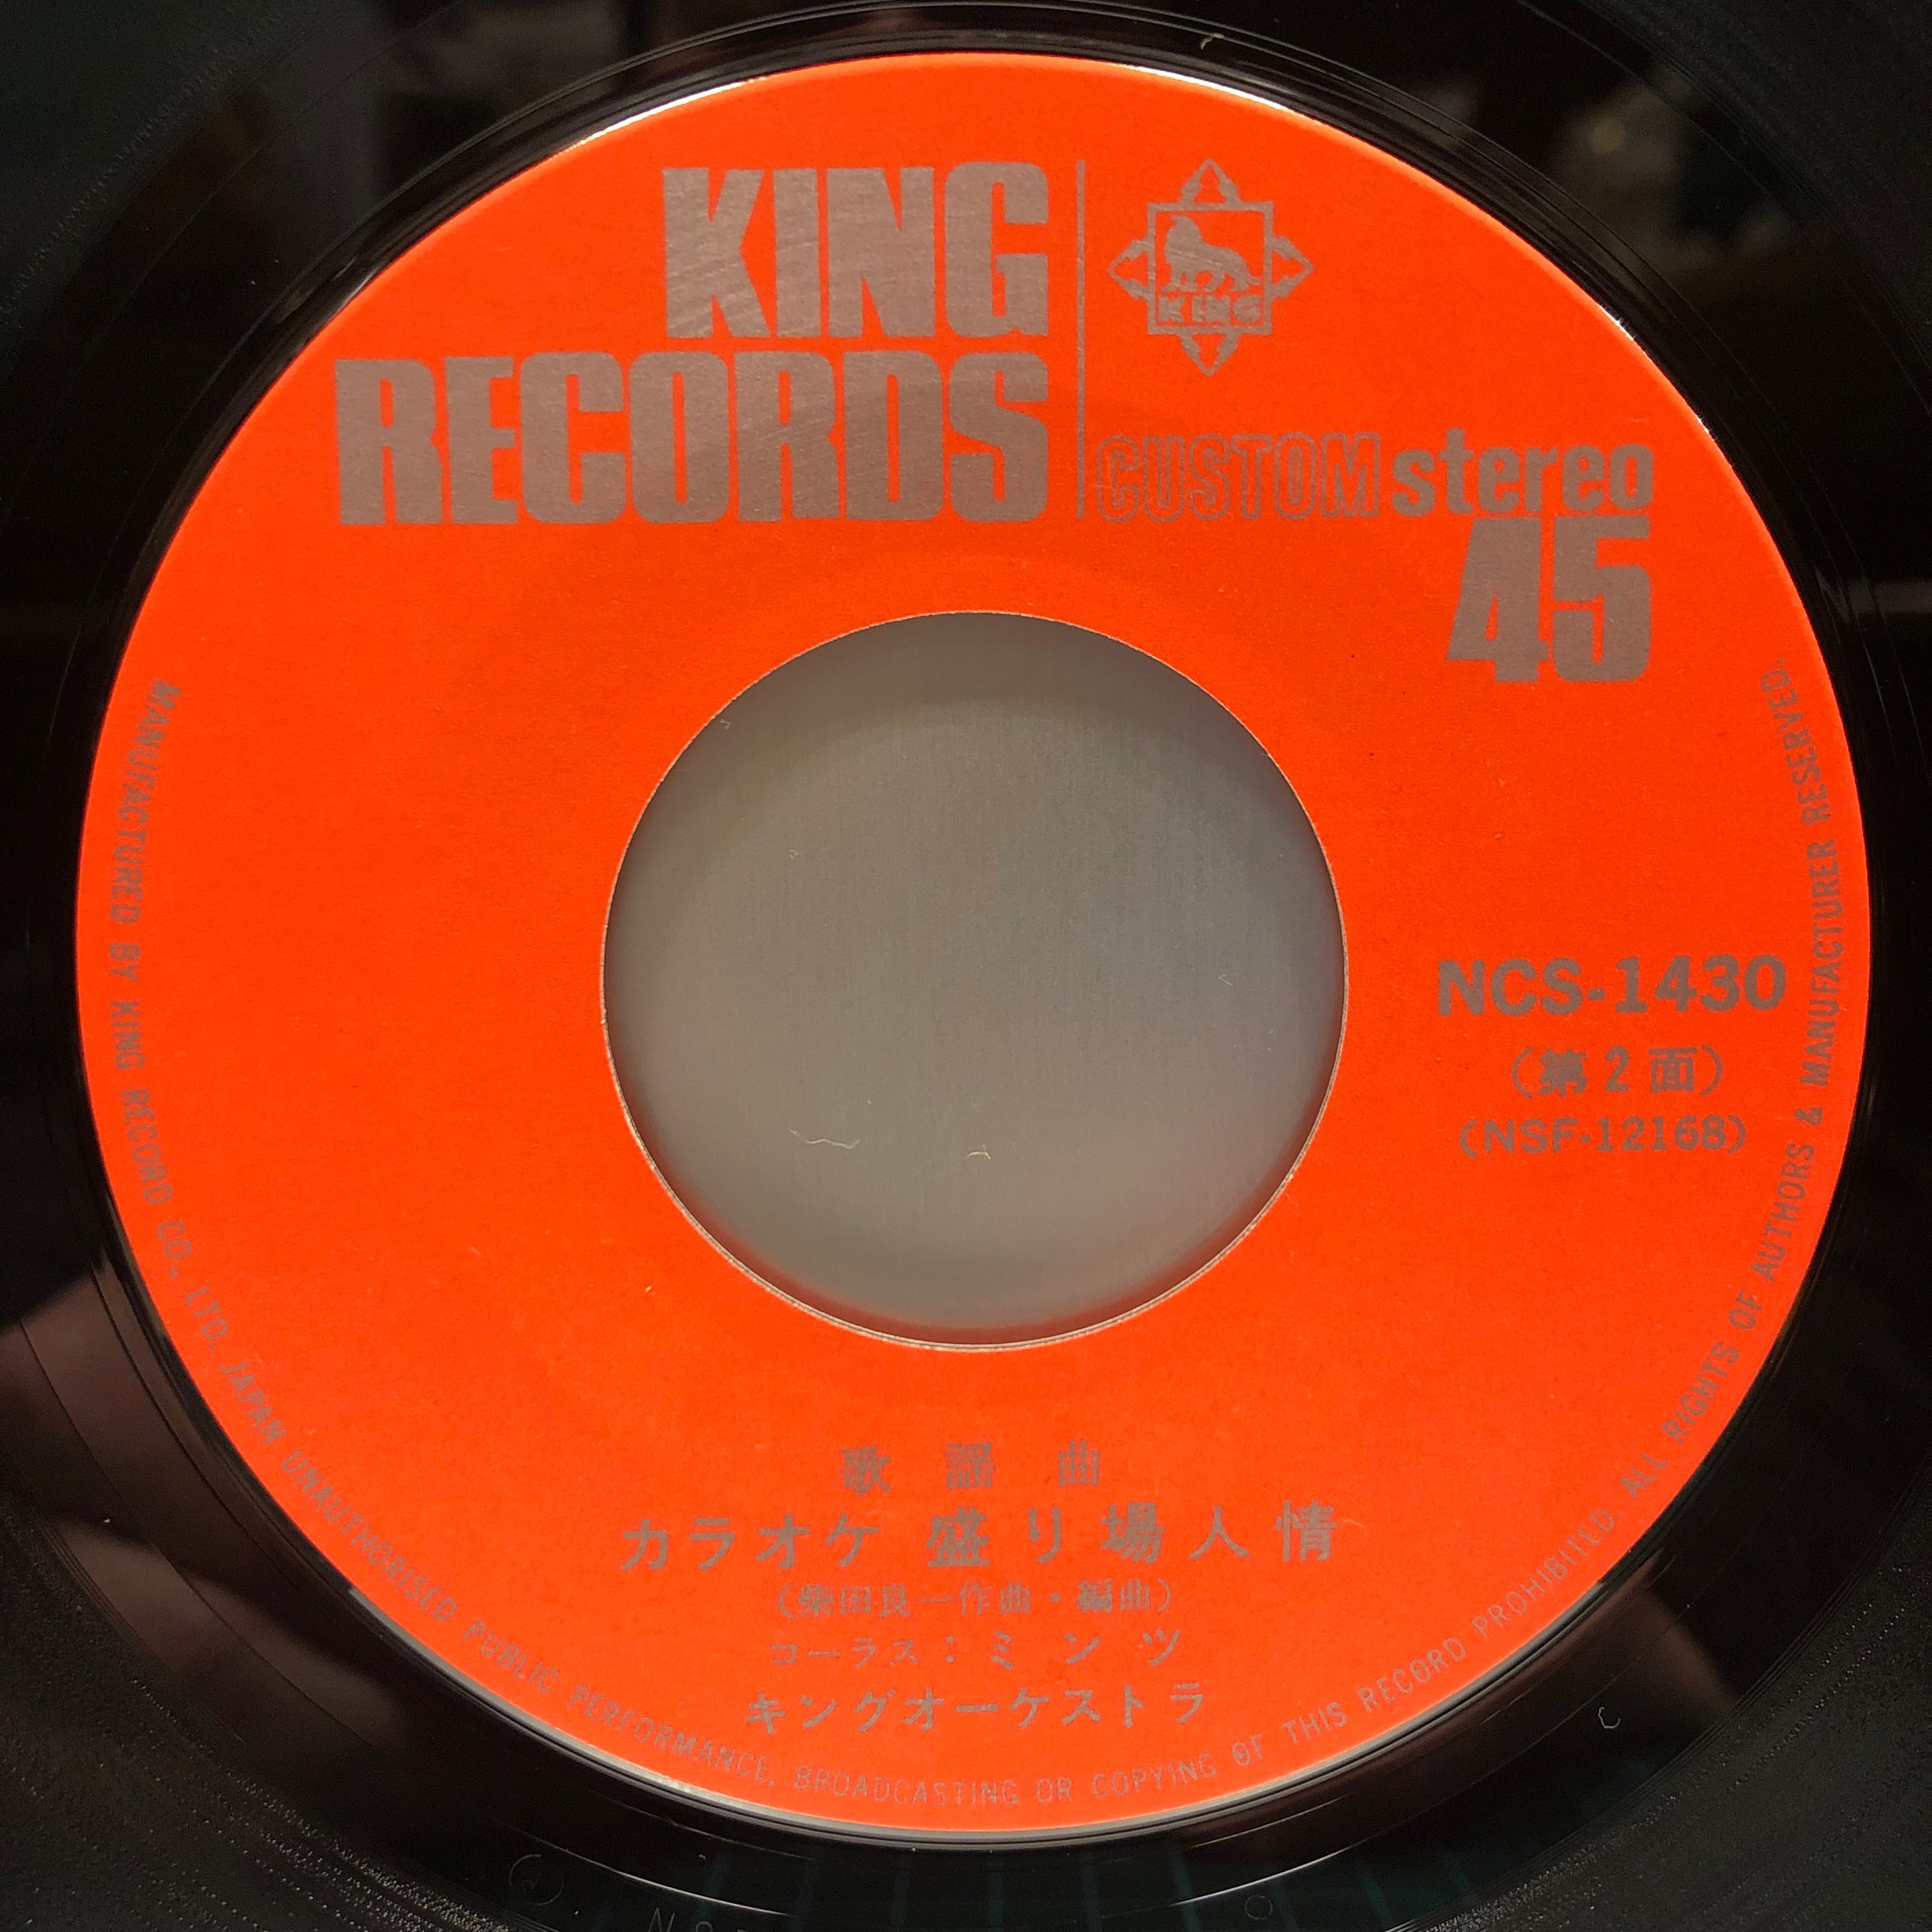 KING
RECORDS
KING
CUSTOM stereo
45
NCS-1430
(第2面)
(NSF-12168)
歌謡曲
カラオケ 盛り場人情
(柴田良一作曲・編曲)
コーラス:ミンツ
キングオーケストラ
MANUFACTURED BY KING RECORD CO., LTD. JAPAN UNAUTHORISED PUBLIC PERFORMANCE, BROADCASTING OR COPYING OF THIS RECORD PROHIBITED. ALL RIGHTS OF AUTHORS & MANUFACTURER RESERVED.